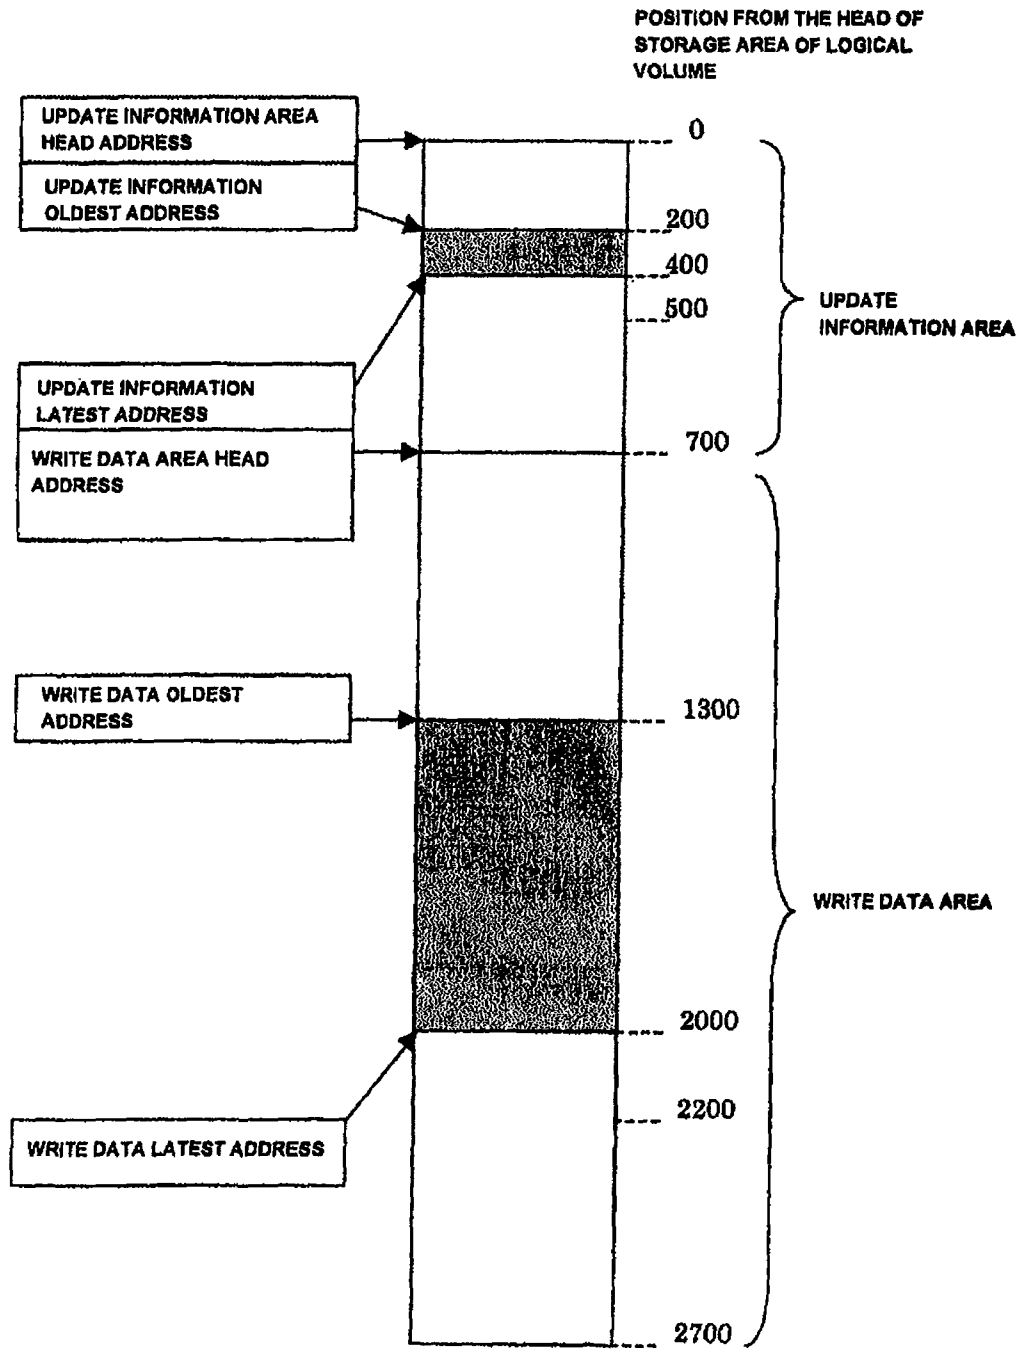 POSITION FROM THE HEAD OF
STORAGE AREA OF LOGICAL
VOLUME
UPDATE INFORMATION AREA
HEAD ADDRESS
0
UPDATE INFORMATION
OLDEST ADDRESS
200
400
500
UPDATE
INFORMATION AREA
UPDATE INFORMATION
LATEST ADDRESS
WRITE DATA AREA HEAD
ADDRESS
700
WRITE DATA OLDEST
ADDRESS
1300
WRITE DATA AREA
2000
2200
WRITE DATA LATEST ADDRESS
2700